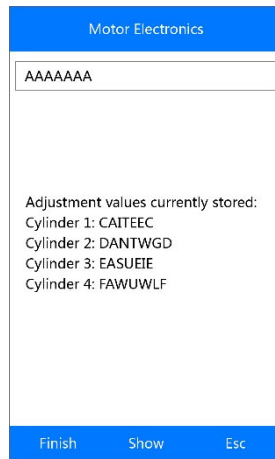 Motor Electronics
AAAAAAA
Adjustment values currently stored:
Cylinder 1: CAITEEC
Cylinder 2: DANTWGD
Cylinder 3: EASUEIE
Cylinder 4: FAWUWLF
Finish Show Esc